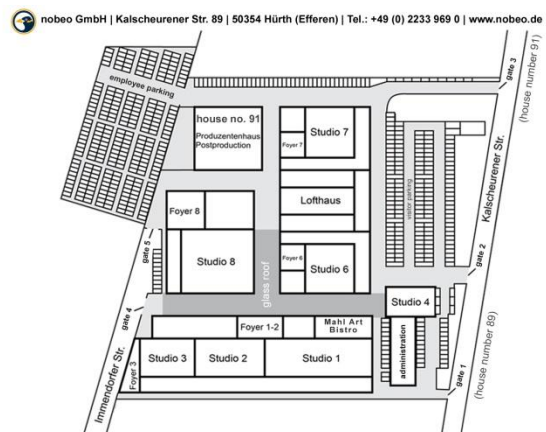 nobeo GmbH | Kalscheurener Str. 89 | 50354 Hürth (Efferen) | Tel.: +49 (0) 2233 969 0 | www.nobeo.de
employee parking
gate 3
(house number 91)
house no. 91
Produzentenhaus
Postproduction
Studio 7
Foyer 7
Kalscheurener Str.
visitor parking
Lofthaus
Foyer 8
gate 5
Studio 8
glass roof
Foyer 6
Studio 6
gate 2
gate 4
Studio 4
Foyer 1-2
Mahl Art
Bistro
administration
(house number 89)
Immendorfer Str.
Foyer 3
Studio 3
Studio 2
Studio 1
gate 1